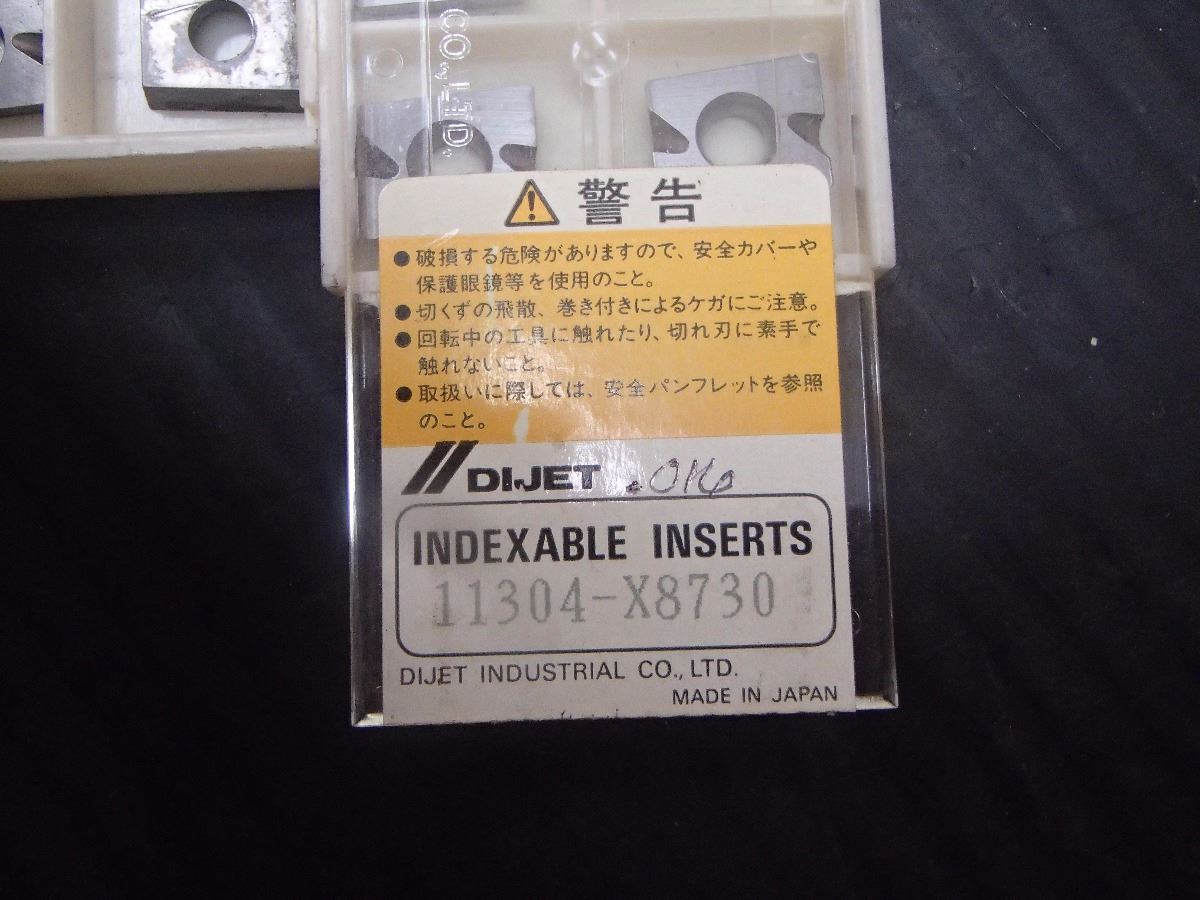 CO., LTD.
警告
●破損する危険がありますので、安全カバーや
保護眼鏡等を使用のこと。
●切くずの飛散、巻き付きによるケガにご注意。
●回転中の工具に触れたり、切れ刃に素手で
触れないこと。
●取扱いに際しては、安全パンフレットを参照
のこと。
DIJET .016
INDEXABLE INSERTS
11304-X8730
DIJET INDUSTRIAL CO., LTD.
MADE IN JAPAN